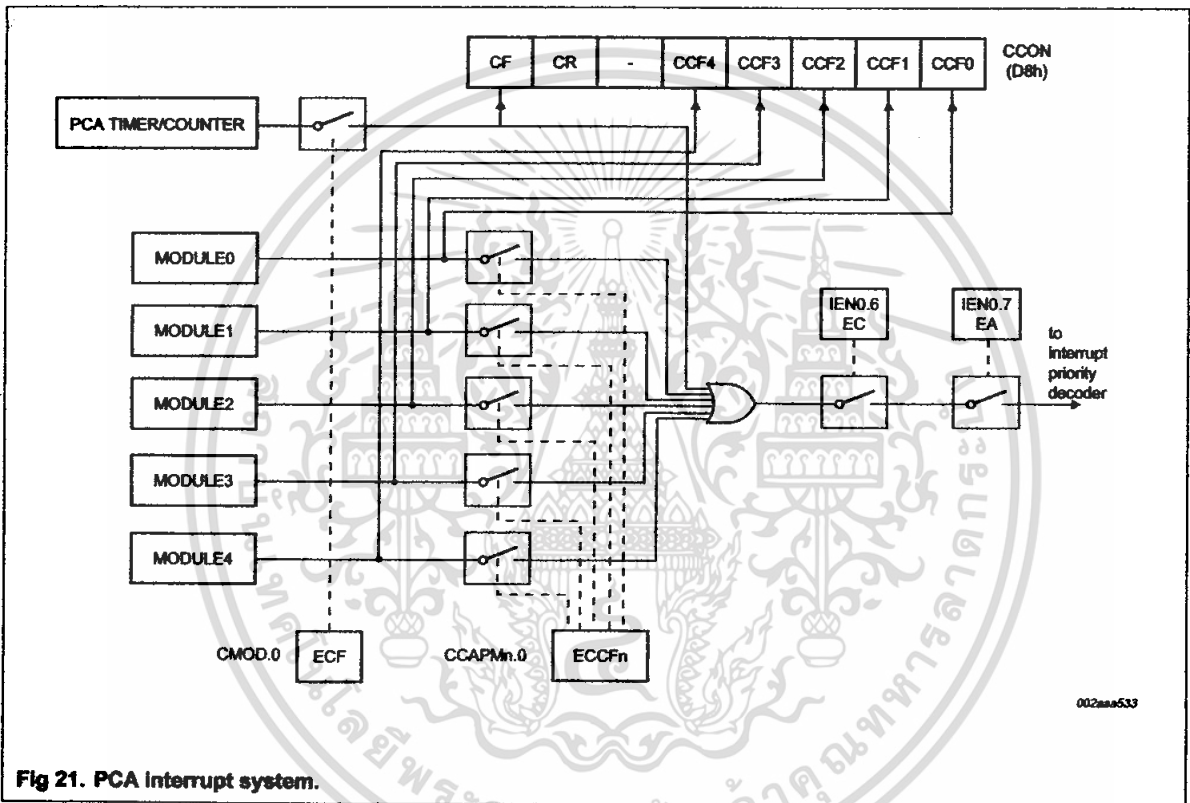 CF CR - CCF4 CCF3 CCF2 CCF1 CCF0
CCON
(D8h)
PCA TIMER/COUNTER
MODULE0
MODULE1
MODULE2
MODULE3
MODULE4
IEN0.6
EC
IEN0.7
EA
to
interrupt
priority
decoder
CMOD.0
ECF
CCAPMn.0
ECCFn
002aaa533
Fig 21. PCA interrupt system.